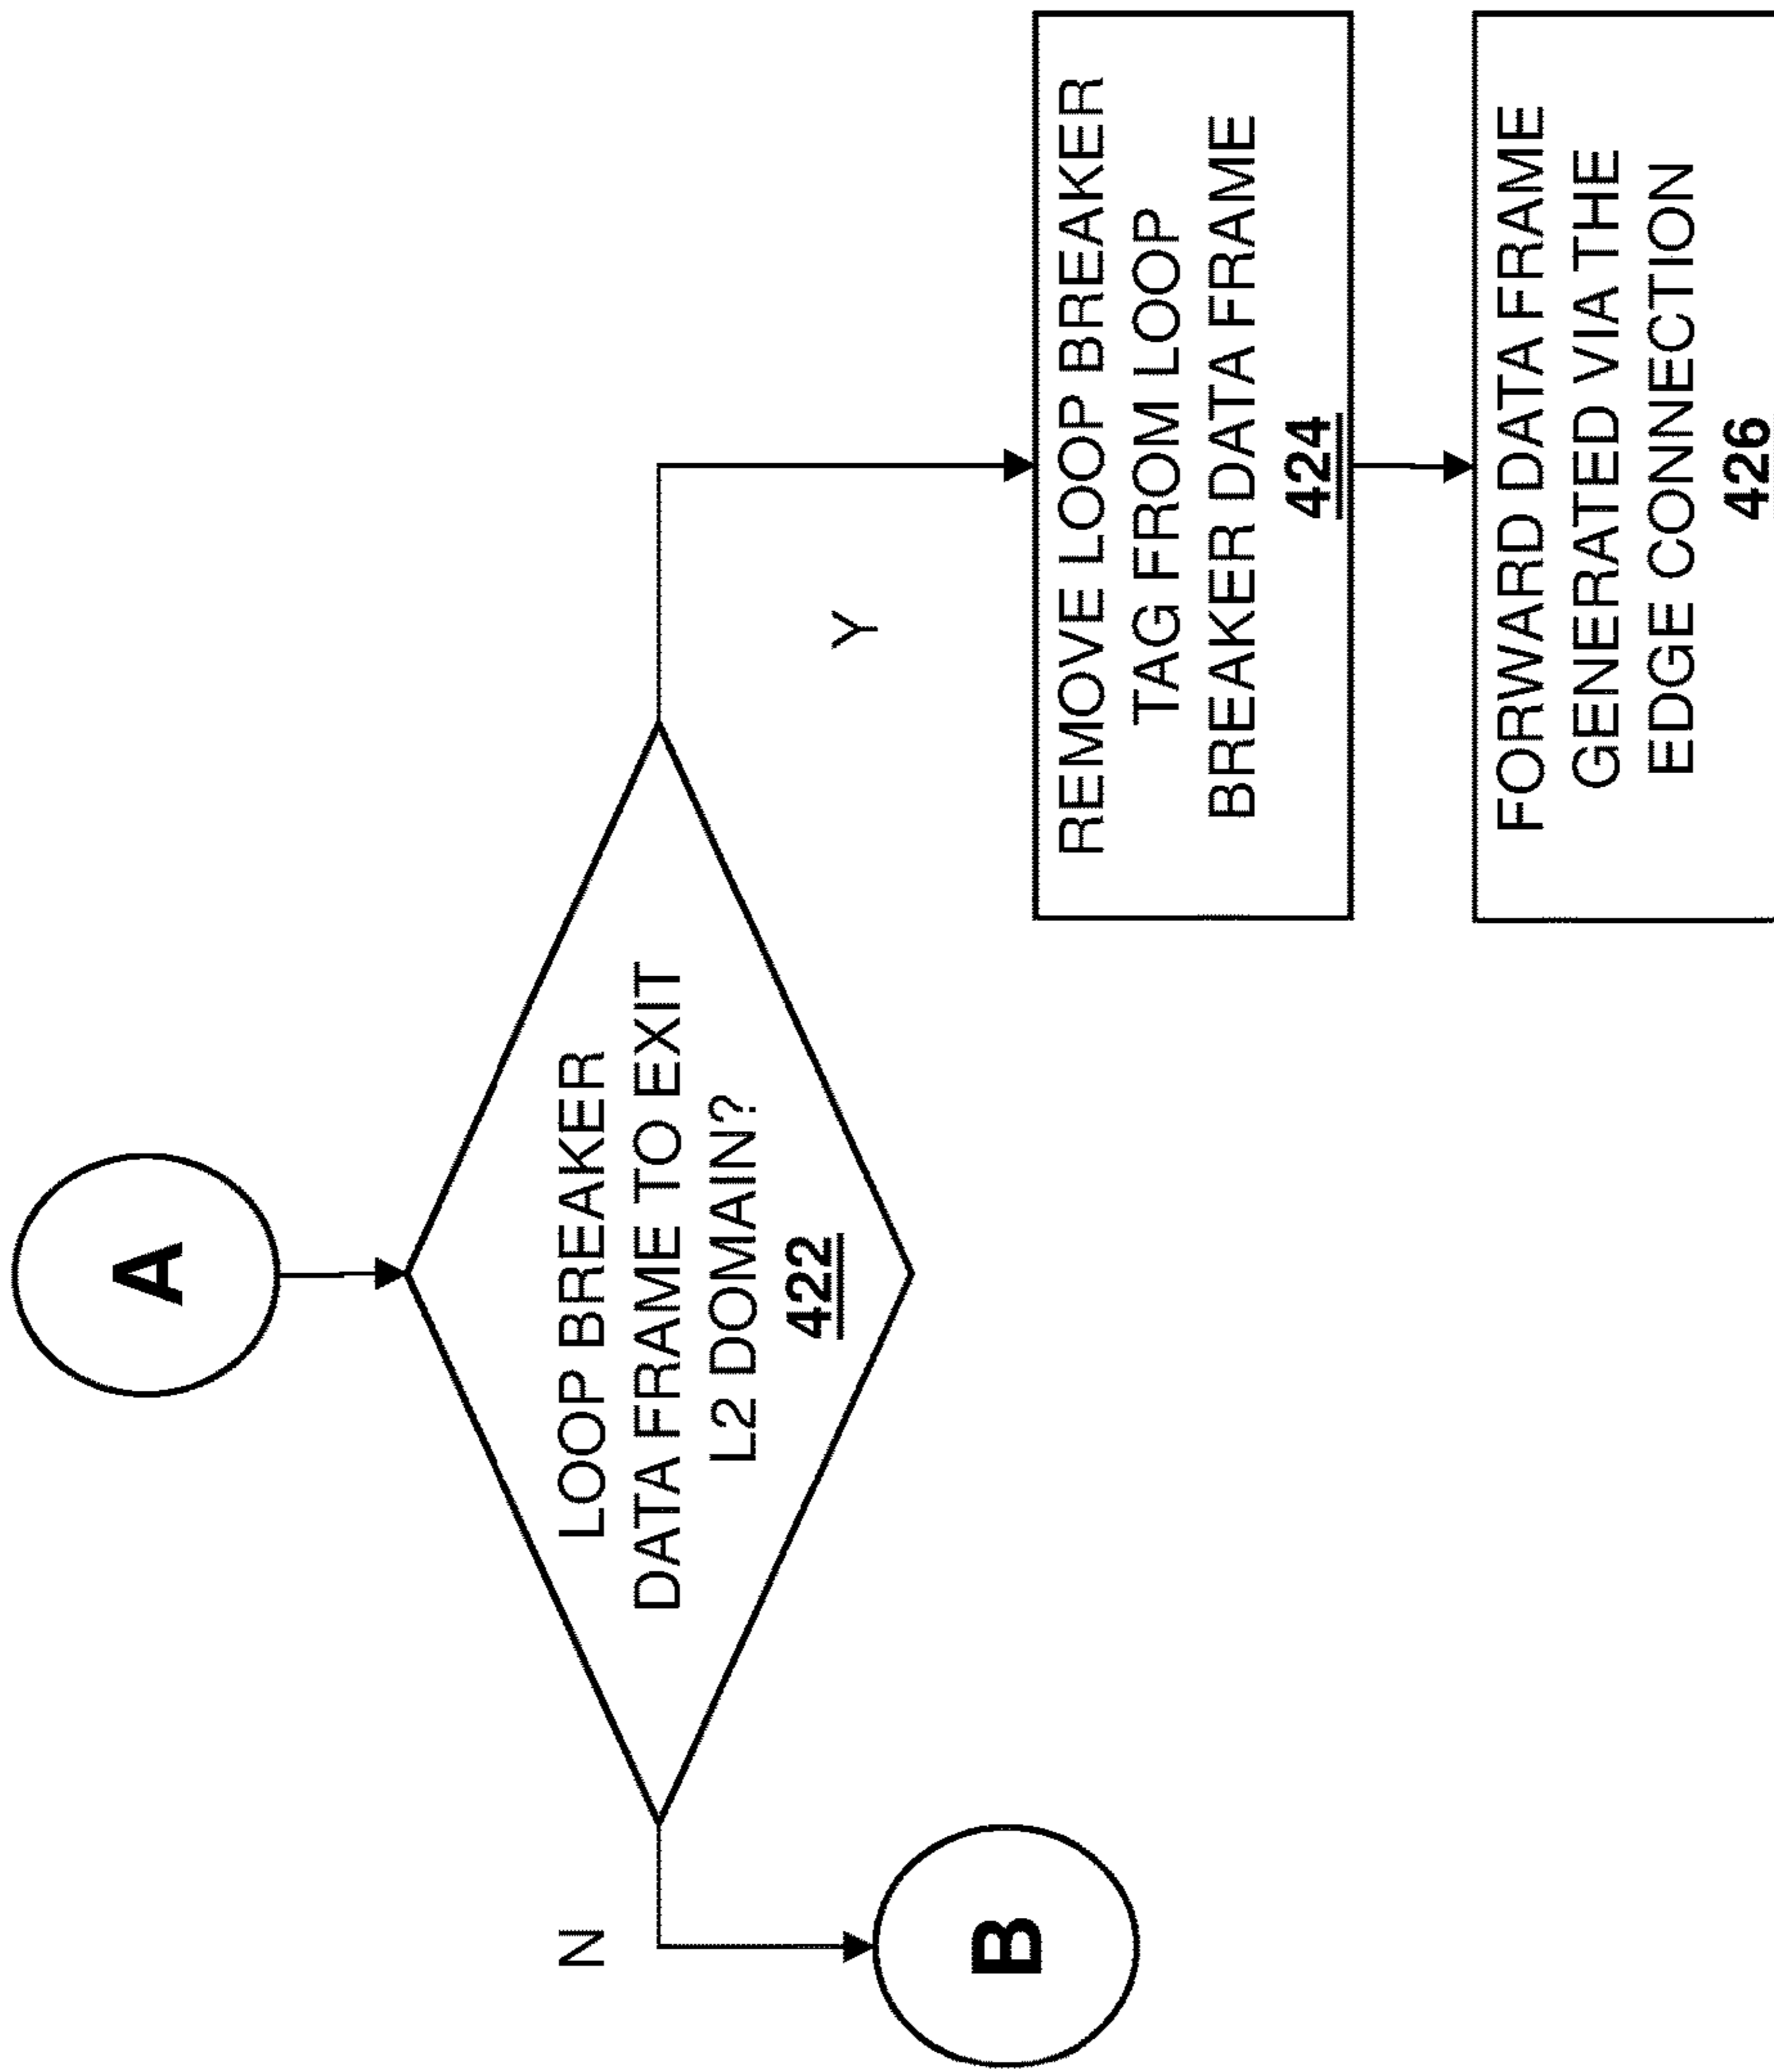 A
LOOP BREAKER
DATA FRAME TO EXIT
L2 DOMAIN?
422
N
Y
B
REMOVE LOOP BREAKER
TAG FROM LOOP
BREAKER DATA FRAME
424
FORWARD DATA FRAME
GENERATED VIA THE
EDGE CONNECTION
426